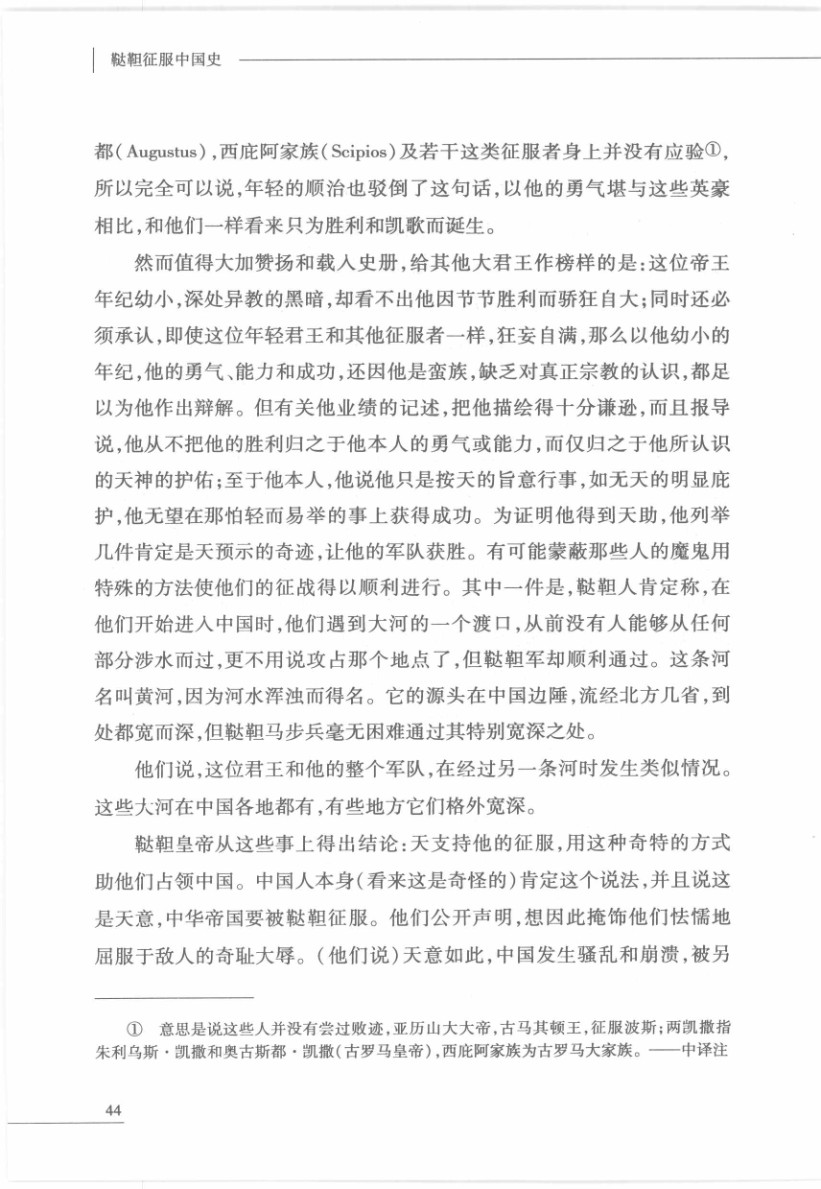 鞑靼征服中国史
都(Augustus),西庇阿家族(Scipios)及若干这类征服者身上并没有应验①,
所以完全可以说,年轻的顺治也驳倒了这句话,以他的勇气堪与这些英豪
相比,和他们一样看来只为胜利和凯歌而诞生。
然而值得大加赞扬和载入史册,给其他大君王作榜样的是:这位帝王
年纪幼小,深处异教的黑暗,却看不出他因节节胜利而骄狂自大;同时还必
须承认,即使这位年轻君王和其他征服者一样,狂妄自满,那么以他幼小的
年纪,他的勇气、能力和成功,还因他是蛮族,缺乏对真正宗教的认识,都足
以为他作出辩解。但有关他业绩的记述,把他描绘得十分谦逊,而且报导
说,他从不把他的胜利归之于他本人的勇气或能力,而仅归之于他所认识
的天神的护佑;至于他本人,他说他只是按天的旨意行事,如无天的明显庇
护,他无望在那怕轻而易举的事上获得成功。为证明他得到天助,他列举
几件肯定是天预示的奇迹,让他的军队获胜。有可能蒙蔽那些人的魔鬼用
特殊的方法使他们的征战得以顺利进行。其中一件是,鞑靼人肯定称,在
他们开始进入中国时,他们遇到大河的一个渡口,从前没有人能够从任何
部分涉水而过,更不用说攻占那个地点了,但鞑靼军却顺利通过。这条河
名叫黄河,因为河水浑浊而得名。它的源头在中国边陲,流经北方几省,到
处都宽而深,但鞑靼马步兵毫无困难通过其特别宽深之处。
他们说,这位君王和他的整个军队,在经过另一条河时发生类似情况。
这些大河在中国各地都有,有些地方它们格外宽深。
鞑靼皇帝从这些事上得出结论:天支持他的征服,用这种奇特的方式
助他们占领中国。中国人本身(看来这是奇怪的)肯定这个说法,并且说这
是天意,中华帝国要被鞑靼征服。他们公开声明,想因此掩饰他们怯懦地
屈服于敌人的奇耻大辱。(他们说)天意如此,中国发生骚乱和崩溃,被另
① 意思是说这些人并没有尝过败迹,亚历山大大帝,古马其顿王,征服波斯;两凯撒指
朱利乌斯·凯撒和奥古斯都·凯撒(古罗马皇帝),西庇阿家族为古罗马大家族。——中译注
44